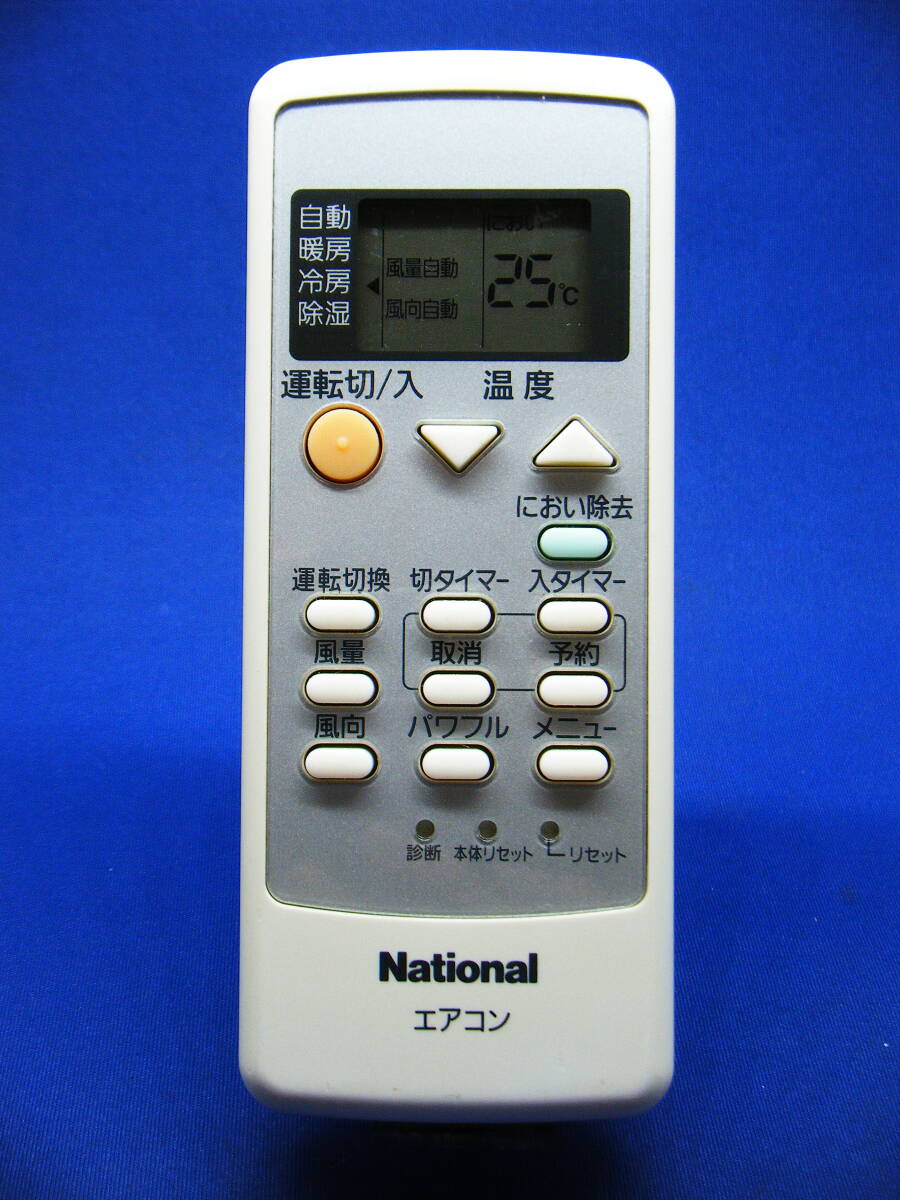 自動
暖房
冷房
除湿
におい
風量自動
25℃
風向自動
運転切/入
温度
におい除去
運転切換
切タイマー
入タイマー
風量
取消
予約
風向
パワフル
メニュー
診断
本体リセット
リセット
National
エアコン